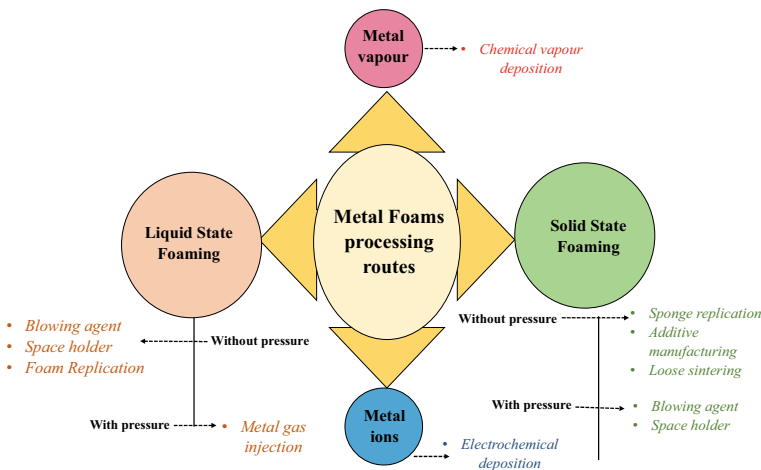 Metal
vapour
• Chemical vapour
deposition
Liquid State
Foaming
Metal Foams
processing
routes
Solid State
Foaming
• Blowing agent
• Space holder
• Foam Replication
Without pressure
With pressure
• Metal gas
injection
Without pressure
• Sponge replication
• Additive
manufacturing
• Loose sintering
With pressure
• Blowing agent
• Space holder
Metal
ions
• Electrochemical
deposition